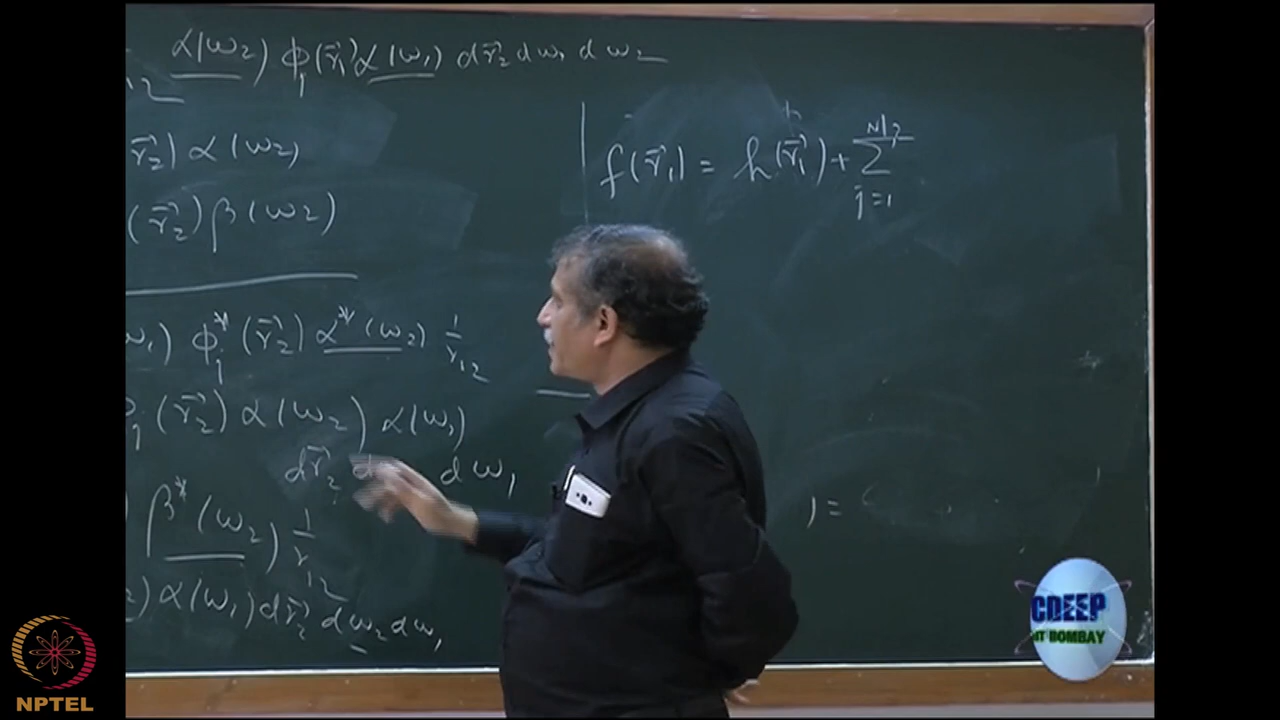 α(ω₂) φ₁(r⃗₁) α(ω₁) dr⃗₂ dω₁ dω₂
12
r⃗₂) α(ω₂)
(r⃗₂) β(ω₂)
ω₁) φⱼ*(r⃗₂) α*(ω₂) 1/r₁₂
ⱼ(r⃗₂) α(ω₂) α(ω₁)
dr⃗₂ d dω₁
β*(ω₂) 1/r₁₂
) α(ω₁) dr⃗₂ dω₂ dω₁
f(r⃗₁) = h(r⃗₁) + Σ_{j=1}^{N/2}
NPTEL
CDEEP
IIT BOMBAY